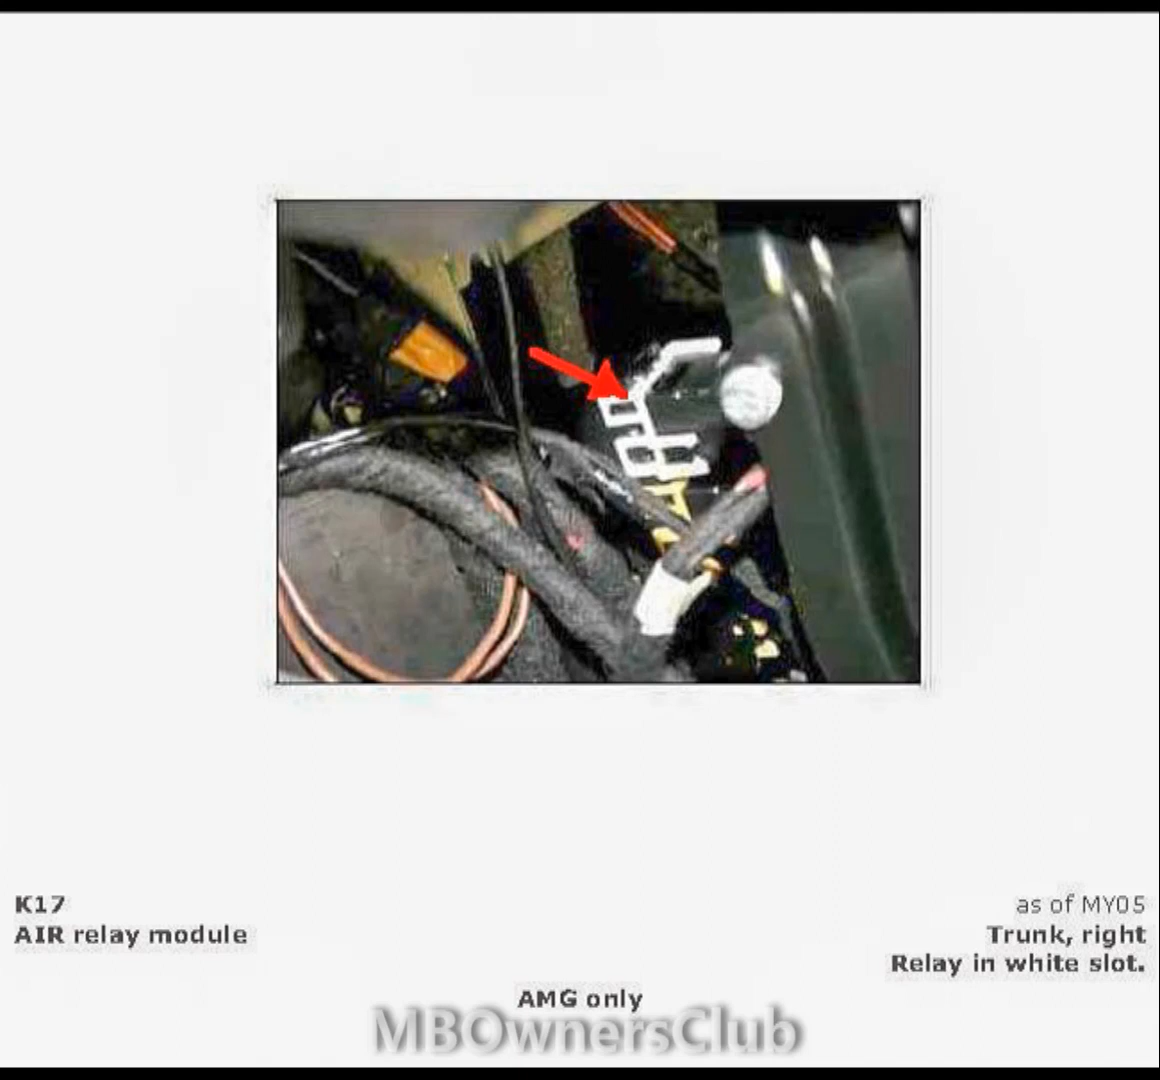 K17
AIR relay module
as of MY05
Trunk, right
Relay in white slot.
AMG only
MBOwnersClub